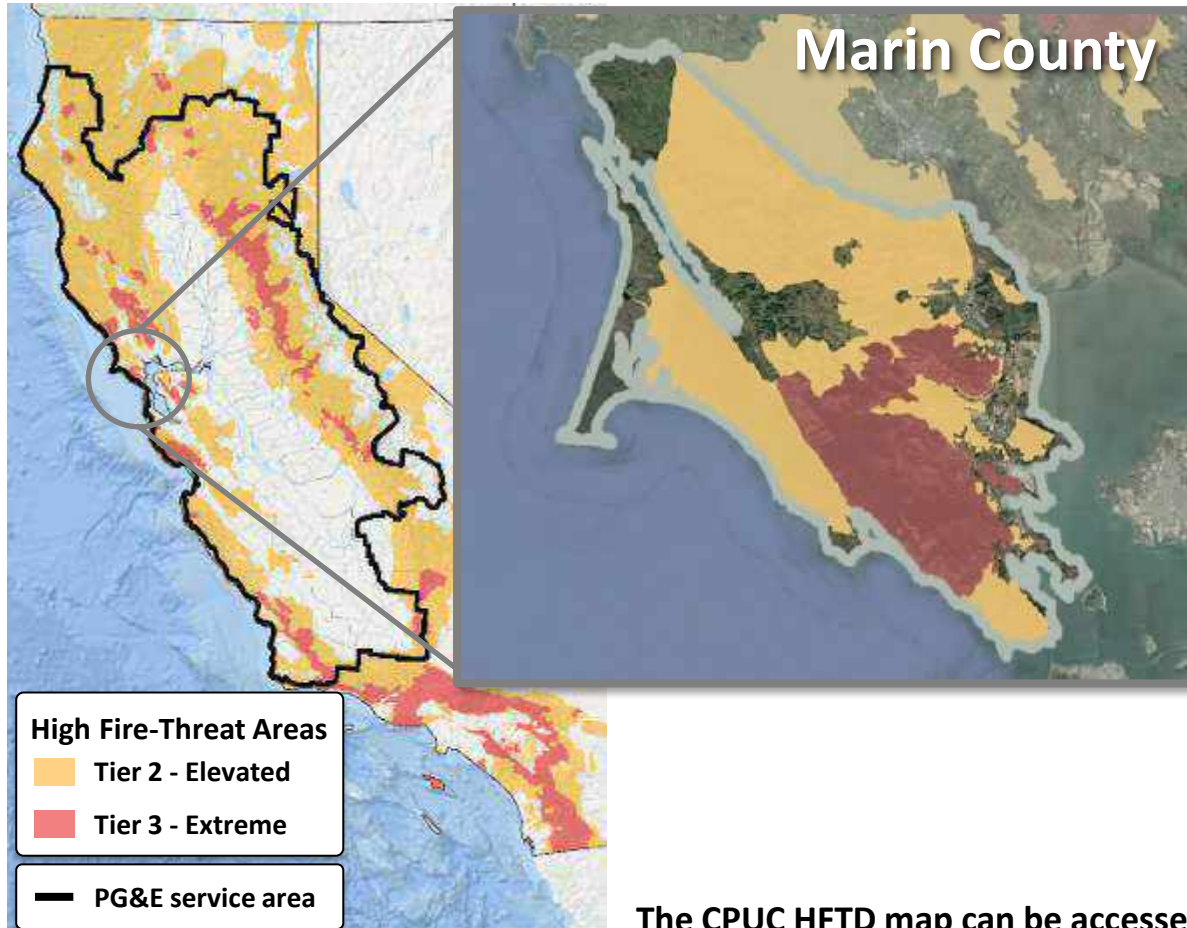 Marin County
High Fire-Threat Areas
Tier 2 - Elevated
Tier 3 - Extreme
PG&E service area
The CPUC HFTD map can be accesse